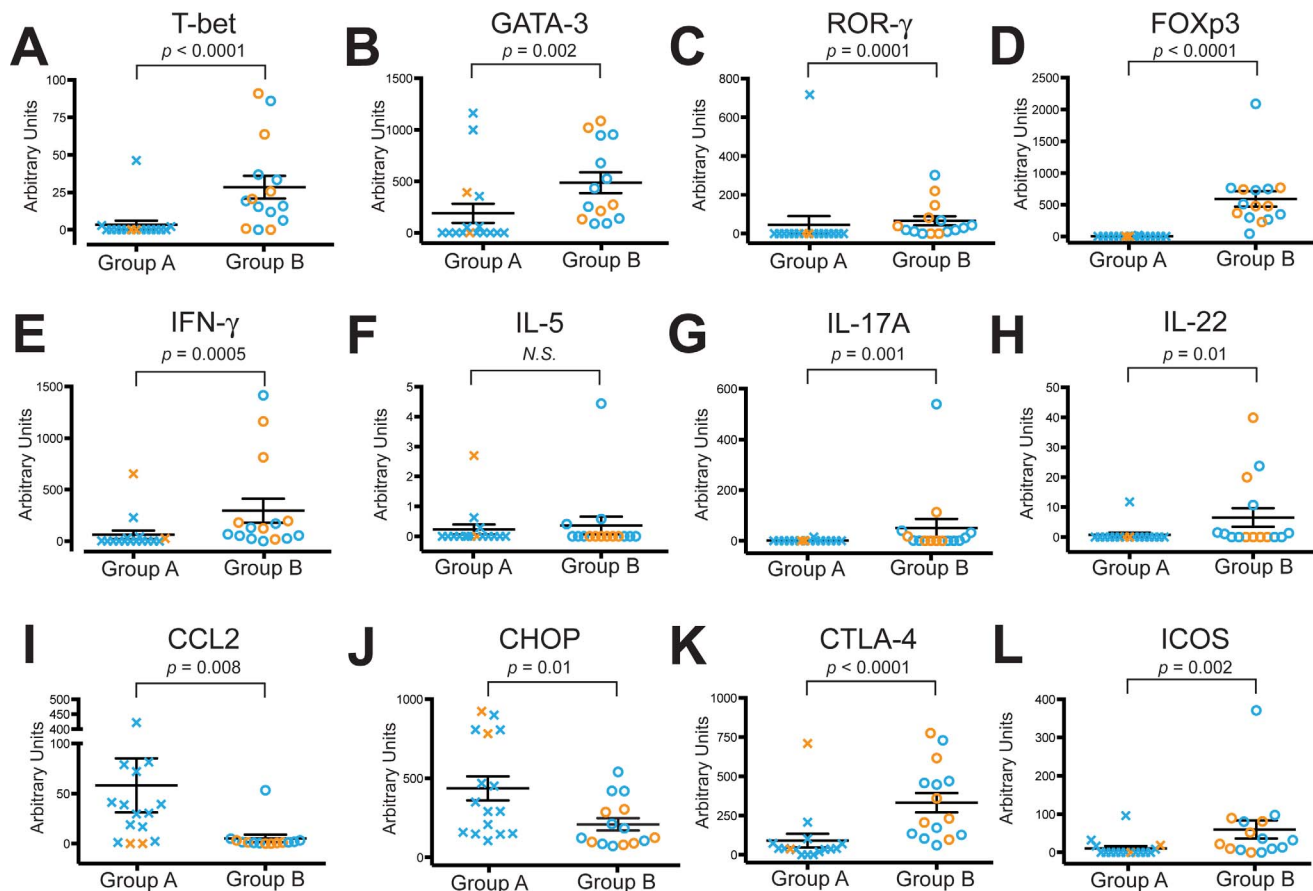 A
T-bet
p < 0.0001
Arbitrary Units
100
75
50
25
0
Group A
Group B
B
GATA-3
p = 0.002
Arbitrary Units
1500
1000
500
0
Group A
Group B
C
ROR-γ
p = 0.0001
Arbitrary Units
800
600
400
200
0
Group A
Group B
D
FOXp3
p < 0.0001
Arbitrary Units
2500
2000
1500
1000
500
0
Group A
Group B
E
IFN-γ
p = 0.0005
Arbitrary Units
1500
1000
500
0
Group A
Group B
F
IL-5
N.S.
Arbitrary Units
5
4
3
2
1
0
Group A
Group B
G
IL-17A
p = 0.001
Arbitrary Units
600
400
200
0
Group A
Group B
H
IL-22
p = 0.01
Arbitrary Units
50
40
30
20
10
0
Group A
Group B
I
CCL2
p = 0.008
Arbitrary Units
500
450
400
100
50
0
Group A
Group B
J
CHOP
p = 0.01
Arbitrary Units
1000
500
0
Group A
Group B
K
CTLA-4
p < 0.0001
Arbitrary Units
1000
750
500
250
0
Group A
Group B
L
ICOS
p = 0.002
Arbitrary Units
400
300
200
100
0
Group A
Group B